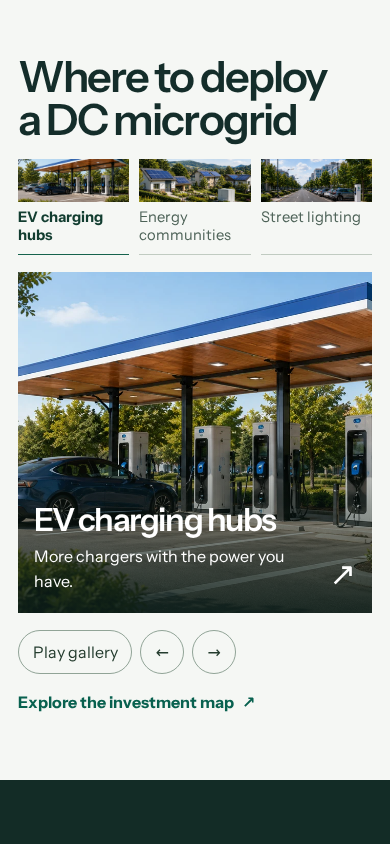 Where to deploy
a DC microgrid
EV charging
hubs
Energy
communities
Street lighting
EV charging hubs
More chargers with the power you
have.
↗
Play gallery
←
→
Explore the investment map ↗